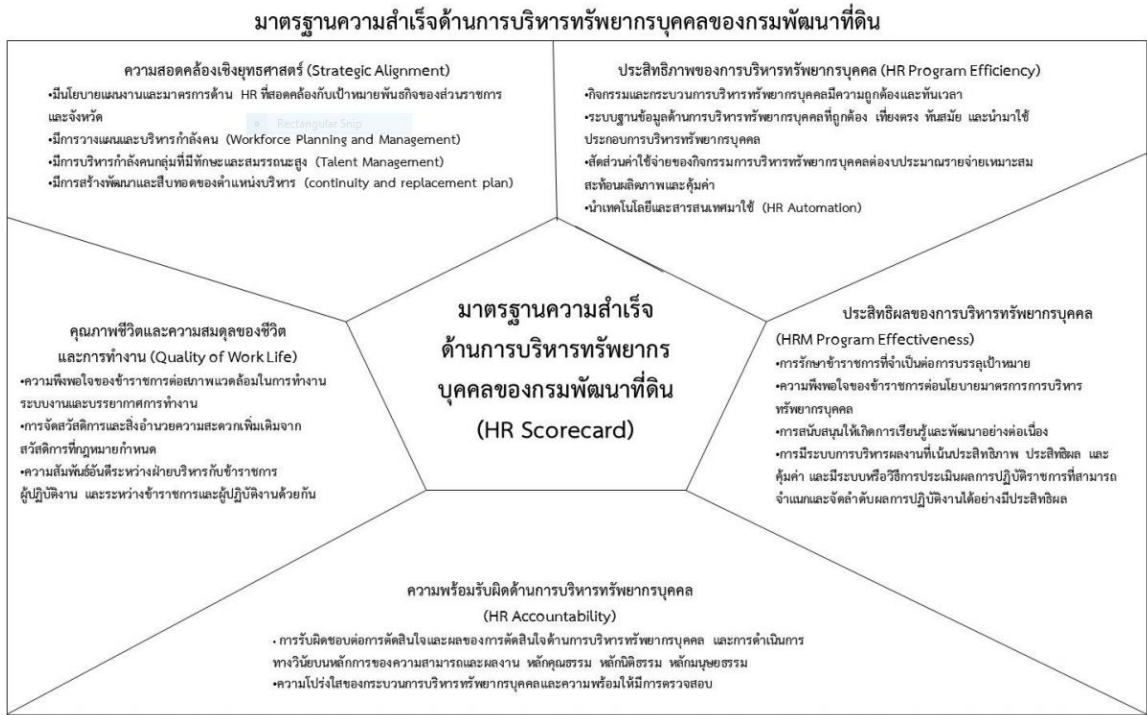 มาตรฐานความสำเร็จด้านการบริหารทรัพยากรบุคคลของกรมพัฒนาที่ดิน
ความสอดคล้องเชิงยุทธศาสตร์ (Strategic Alignment)
•มีนโยบายแผนงานและมาตรการด้าน HR ที่สอดคล้องกับเป้าหมายพันธกิจของส่วนราชการ
และจังหวัด
Rectangular Snip
•มีการวางแผนและบริหารกำลังคน (Workforce Planning and Management)
•มีการบริหารกำลังคนกลุ่มที่มีทักษะและสมรรถนะสูง (Talent Management)
•มีการสร้างพัฒนาและสืบทอดของตำแหน่งบริหาร (continuity and replacement plan)
ประสิทธิภาพของการบริหารทรัพยากรบุคคล (HR Program Efficiency)
•กิจกรรมและกระบวนการบริหารทรัพยากรบุคคลมีความถูกต้องและทันเวลา
•ระบบฐานข้อมูลด้านการบริหารทรัพยากรบุคคลที่ถูกต้อง เที่ยงตรง ทันสมัย และนำมาใช้
ประกอบการบริหารทรัพยากรบุคคล
•สัดส่วนค่าใช้จ่ายของกิจกรรมการบริหารทรัพยากรบุคคลต่องบประมาณรายจ่ายเหมาะสม
สะท้อนผลิตภาพและคุ้มค่า
•นำเทคโนโลยีและสารสนเทศมาใช้ (HR Automation)
คุณภาพชีวิตและความสมดุลของชีวิต
และการทำงาน (Quality of Work Life)
•ความพึงพอใจของข้าราชการต่อสภาพแวดล้อมในการทำงาน
ระบบงานและบรรยากาศการทำงาน
•การจัดสวัสดิการและสิ่งอำนวยความสะดวกเพิ่มเติมจาก
สวัสดิการที่กฎหมายกำหนด
•ความสัมพันธ์อันดีระหว่างฝ่ายบริหารกับข้าราชการ
ผู้ปฏิบัติงาน และระหว่างข้าราชการและผู้ปฏิบัติงานด้วยกัน
มาตรฐานความสำเร็จ
ด้านการบริหารทรัพยากร
บุคคลของกรมพัฒนาที่ดิน
(HR Scorecard)
ประสิทธิผลของการบริหารทรัพยากรบุคคล
(HRM Program Effectiveness)
•การรักษาข้าราชการที่จำเป็นต่อการบรรลุเป้าหมาย
•ความพึงพอใจของข้าราชการต่อนโยบายมาตรการการบริหาร
ทรัพยากรบุคคล
•การสนับสนุนให้เกิดการเรียนรู้และพัฒนาอย่างต่อเนื่อง
•การมีระบบการบริหารผลงานที่เน้นประสิทธิภาพ ประสิทธิผล และ
คุ้มค่า และมีระบบหรือวิธีการประเมินผลการปฏิบัติราชการที่สามารถ
จำแนกและจัดลำดับผลการปฏิบัติงานได้อย่างมีประสิทธิผล
ความพร้อมรับผิดด้านการบริหารทรัพยากรบุคคล
(HR Accountability)
• การรับผิดชอบต่อการตัดสินใจและผลของการตัดสินใจด้านการบริหารทรัพยากรบุคคล และการดำเนินการ
ทางวินัยบนหลักการของความสามารถและผลงาน หลักคุณธรรม หลักนิติธรรม หลักมนุษยธรรม
•ความโปร่งใสของกระบวนการบริหารทรัพยากรบุคคลและความพร้อมให้มีการตรวจสอบ